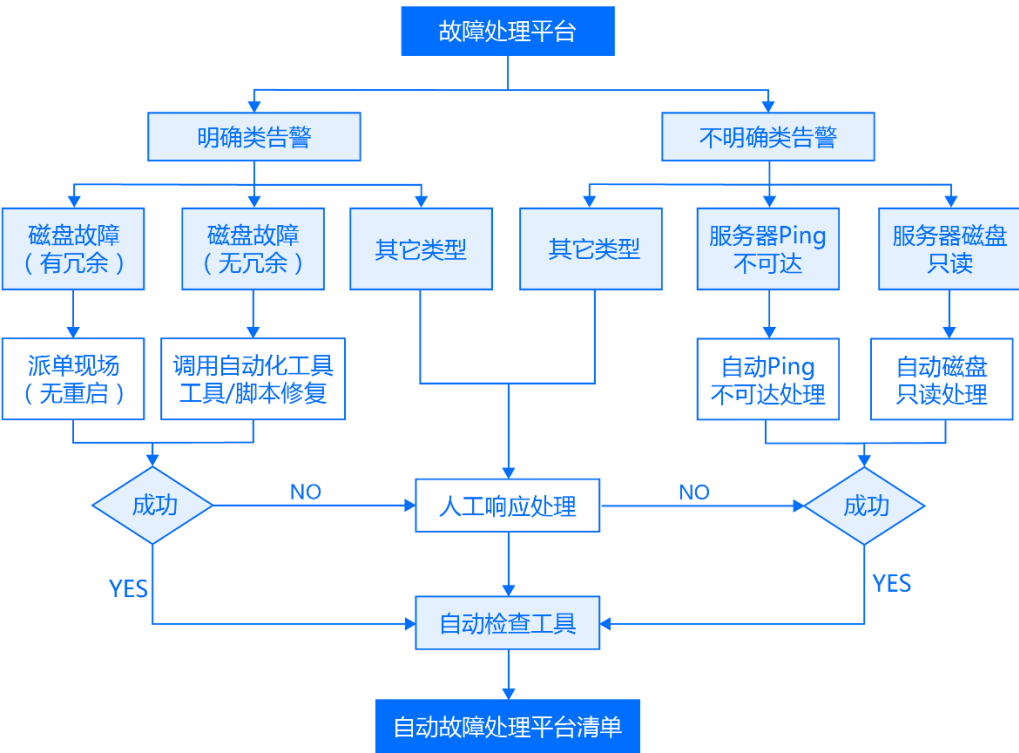 故障处理平台
明确类告警
不明确类告警
磁盘故障
（有冗余）
磁盘故障
（无冗余）
其它类型
其它类型
服务器Ping
不可达
服务器磁盘
只读
派单现场
（无重启）
调用自动化工具
工具/脚本修复
自动Ping
不可达处理
自动磁盘
只读处理
成功
NO
人工响应处理
NO
成功
YES
YES
自动检查工具
自动故障处理平台清单